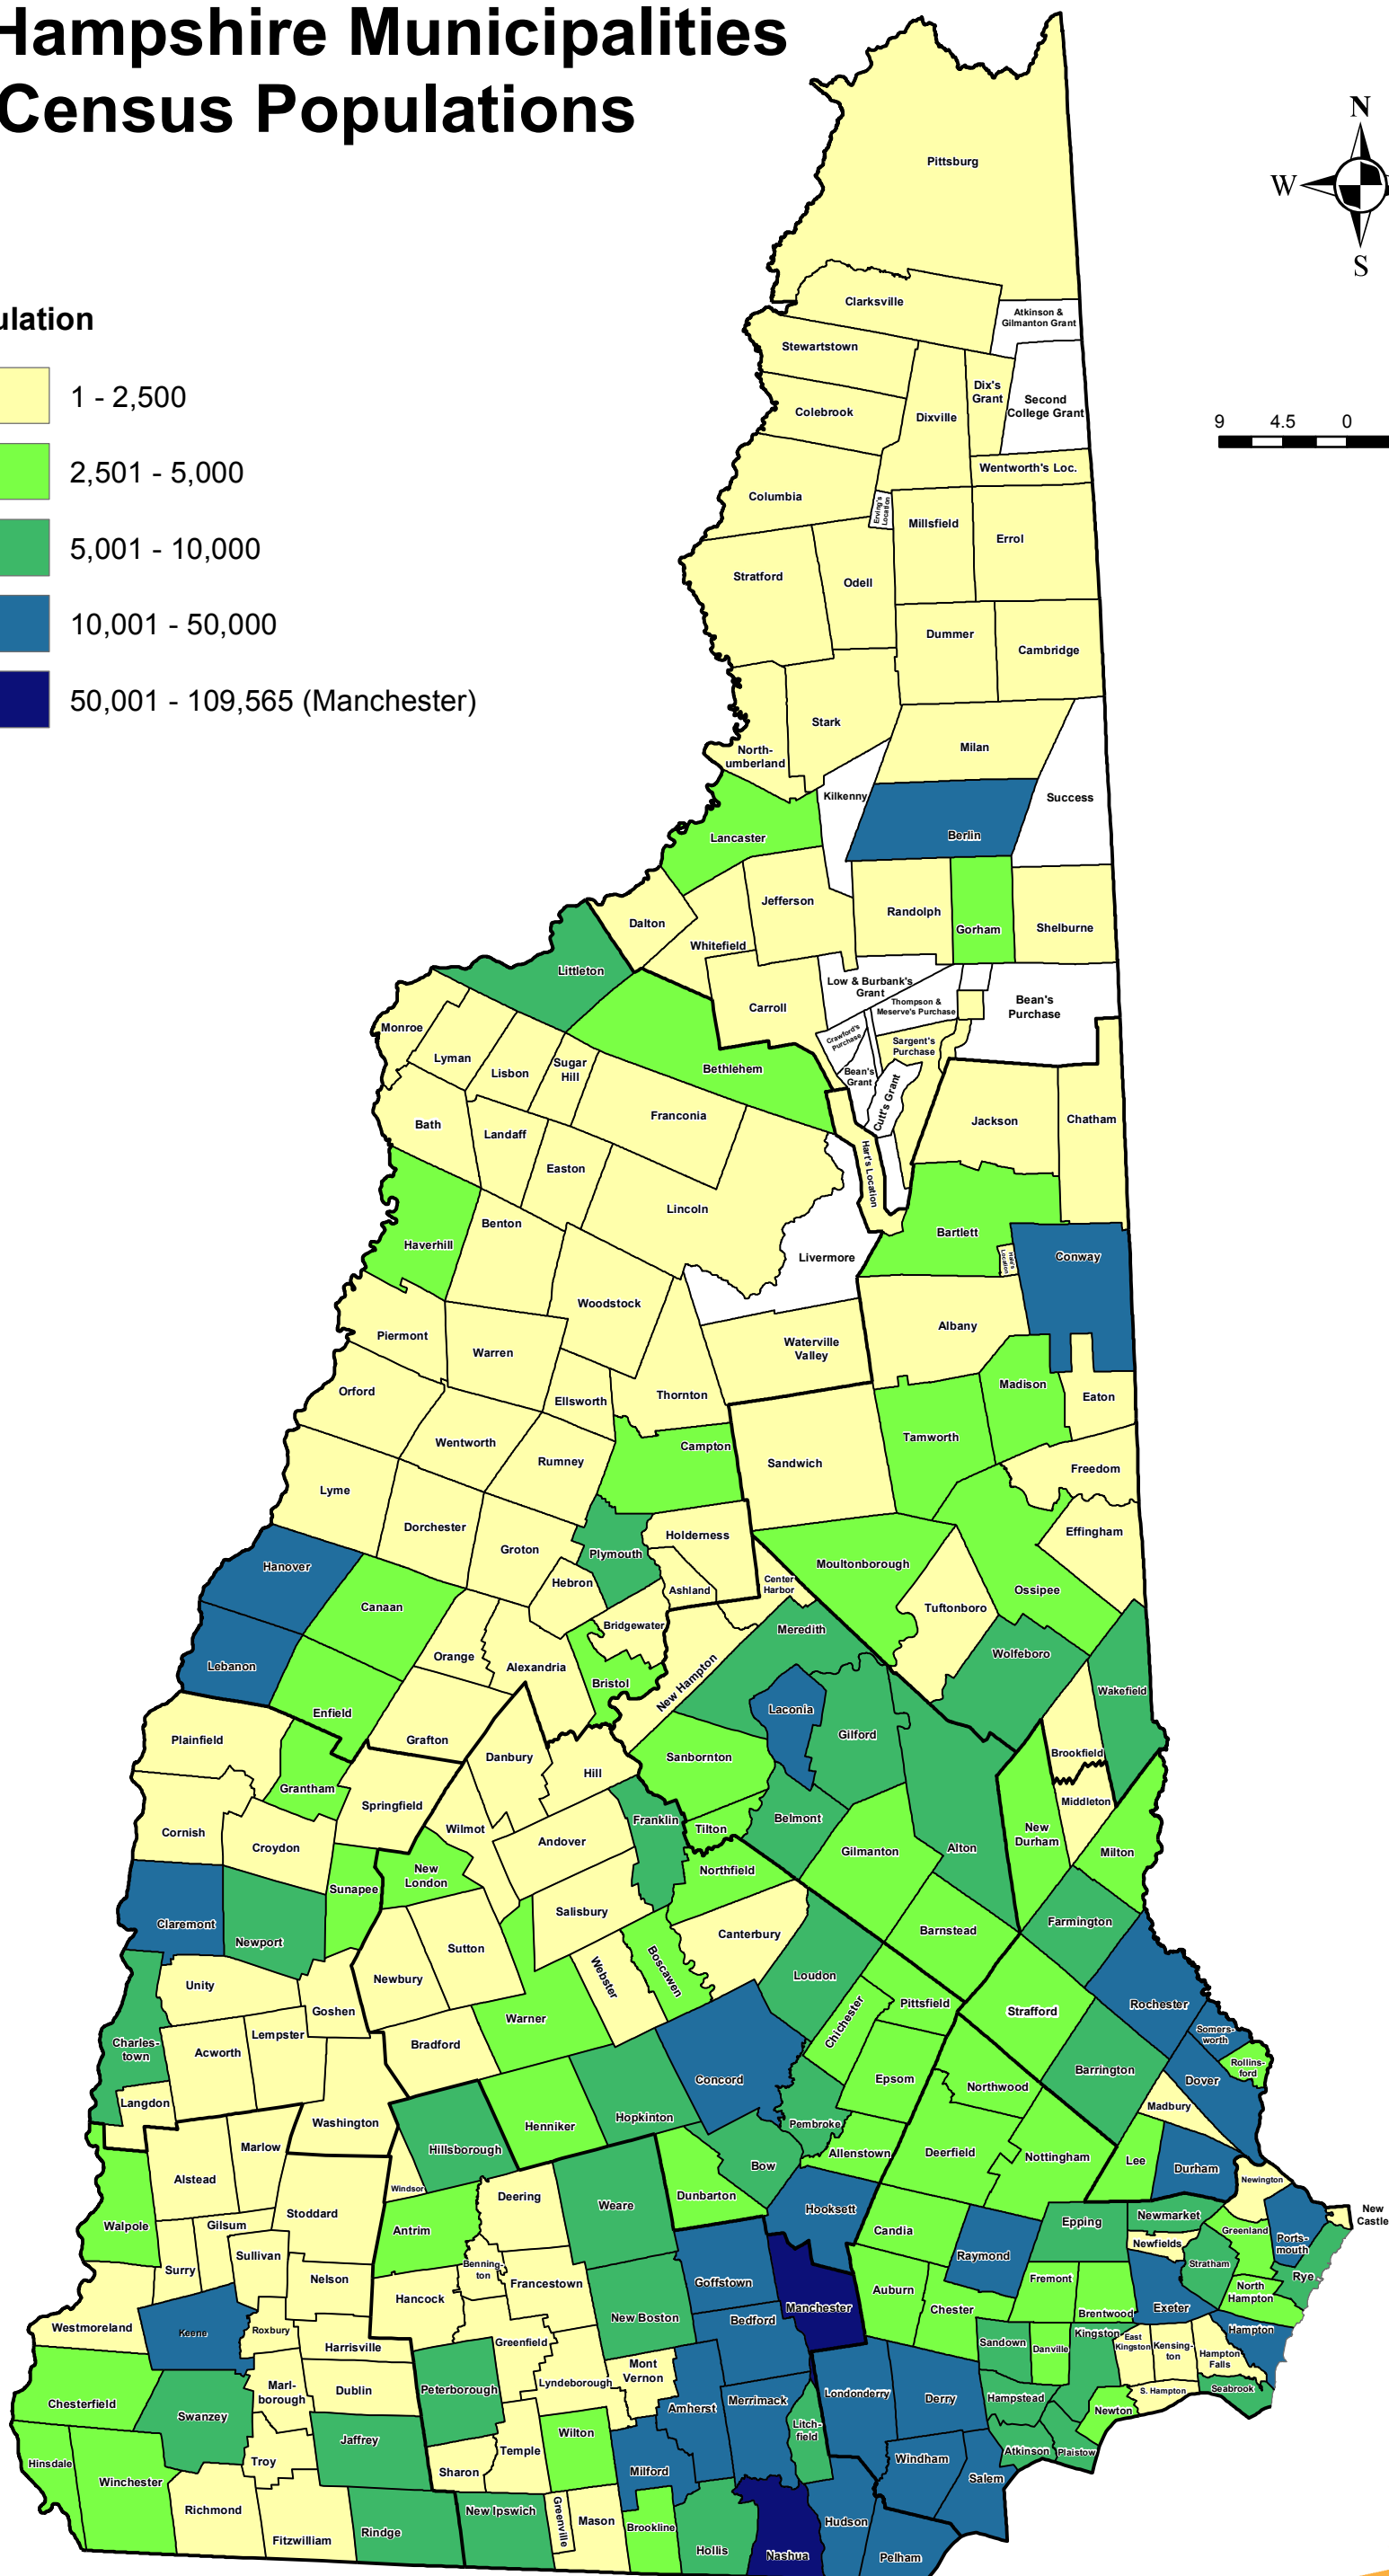 Hampshire Municipalities
Census Populations
N
W
S
ulation
1 - 2,500
2,501 - 5,000
5,001 - 10,000
10,001 - 50,000
50,001 - 109,565 (Manchester)
9 4.5 0
Pittsburg
Clarksville
Atkinson &
Gilmanton Grant
Stewartstown
Dix's
Grant
Second
College Grant
Colebrook
Dixville
Wentworth's Loc.
Columbia
Erving's
Location
Millsfield
Errol
Stratford
Odell
Dummer
Cambridge
Stark
North-
umberland
Milan
Kilkenny
Success
Lancaster
Berlin
Jefferson
Randolph
Gorham
Shelburne
Dalton
Whitefield
Littleton
Carroll
Low & Burbank's
Grant
Thompson &
Meserve's Purchase
Bean's
Purchase
Monroe
Crawford's
Purchase
Sargent's
Purchase
Lyman
Lisbon
Sugar
Hill
Bethlehem
Bean's
Grant
Cutt's Grant
Franconia
Jackson
Chatham
Bath
Landaff
Easton
Hart's Location
Lincoln
Benton
Haverhill
Livermore
Bartlett
Hale's
Location
Conway
Woodstock
Piermont
Warren
Waterville
Valley
Albany
Orford
Ellsworth
Thornton
Madison
Eaton
Wentworth
Rumney
Campton
Sandwich
Tamworth
Freedom
Lyme
Dorchester
Groton
Plymouth
Holderness
Effingham
Hanover
Hebron
Ashland
Center
Harbor
Moultonborough
Ossipee
Canaan
Bridgewater
Tuftonboro
Meredith
Orange
Alexandria
Bristol
New Hampton
Wolfeboro
Lebanon
Wakefield
Enfield
Laconia
Gilford
Plainfield
Grafton
Danbury
Sanbornton
Brookfield
Grantham
Hill
Springfield
Middleton
Cornish
Croydon
Wilmot
Andover
Franklin
Tilton
Belmont
Gilmanton
Alton
New
Durham
Milton
New
London
Northfield
Sunapee
Claremont
Newport
Salisbury
Canterbury
Barnstead
Farmington
Sutton
Newbury
Webster
Boscawen
Loudon
Unity
Goshen
Warner
Chichester
Pittsfield
Strafford
Rochester
Charles-
town
Acworth
Lempster
Bradford
Somers-
worth
Rollins-
ford
Concord
Epsom
Northwood
Barrington
Dover
Langdon
Washington
Hillsborough
Henniker
Hopkinton
Pembroke
Madbury
Marlow
Allenstown
Deerfield
Nottingham
Lee
Durham
Alstead
Windsor
Bow
Newington
Walpole
Stoddard
Antrim
Deering
Weare
Dunbarton
Hooksett
New
Castle
Gilsum
Candia
Epping
Newmarket
Greenland
Ports-
mouth
Surry
Sullivan
Nelson
Benning-
ton
Francestown
Goffstown
Raymond
Newfields
Stratham
Rye
Hancock
Auburn
Chester
Fremont
Brentwood
Exeter
North
Hampton
Westmoreland
Keene
Roxbury
Harrisville
Greenfield
New Boston
Bedford
Manchester
Sandown
Danville
Kingston
East
Kingston
Kensing-
ton
Hampton
Falls
Hampton
Chesterfield
Marl-
borough
Dublin
Peterborough
Lyndeborough
Mont
Vernon
Merrimack
Londonderry
Derry
Hampstead
S. Hampton
Seabrook
Swanzey
Amherst
Litch-
field
Newton
Jaffrey
Wilton
Hinsdale
Winchester
Troy
Sharon
Temple
Milford
Windham
Atkinson
Plaistow
Salem
Richmond
Fitzwilliam
Rindge
New Ipswich
Greenville
Mason
Brookline
Hollis
Nashua
Hudson
Pelham